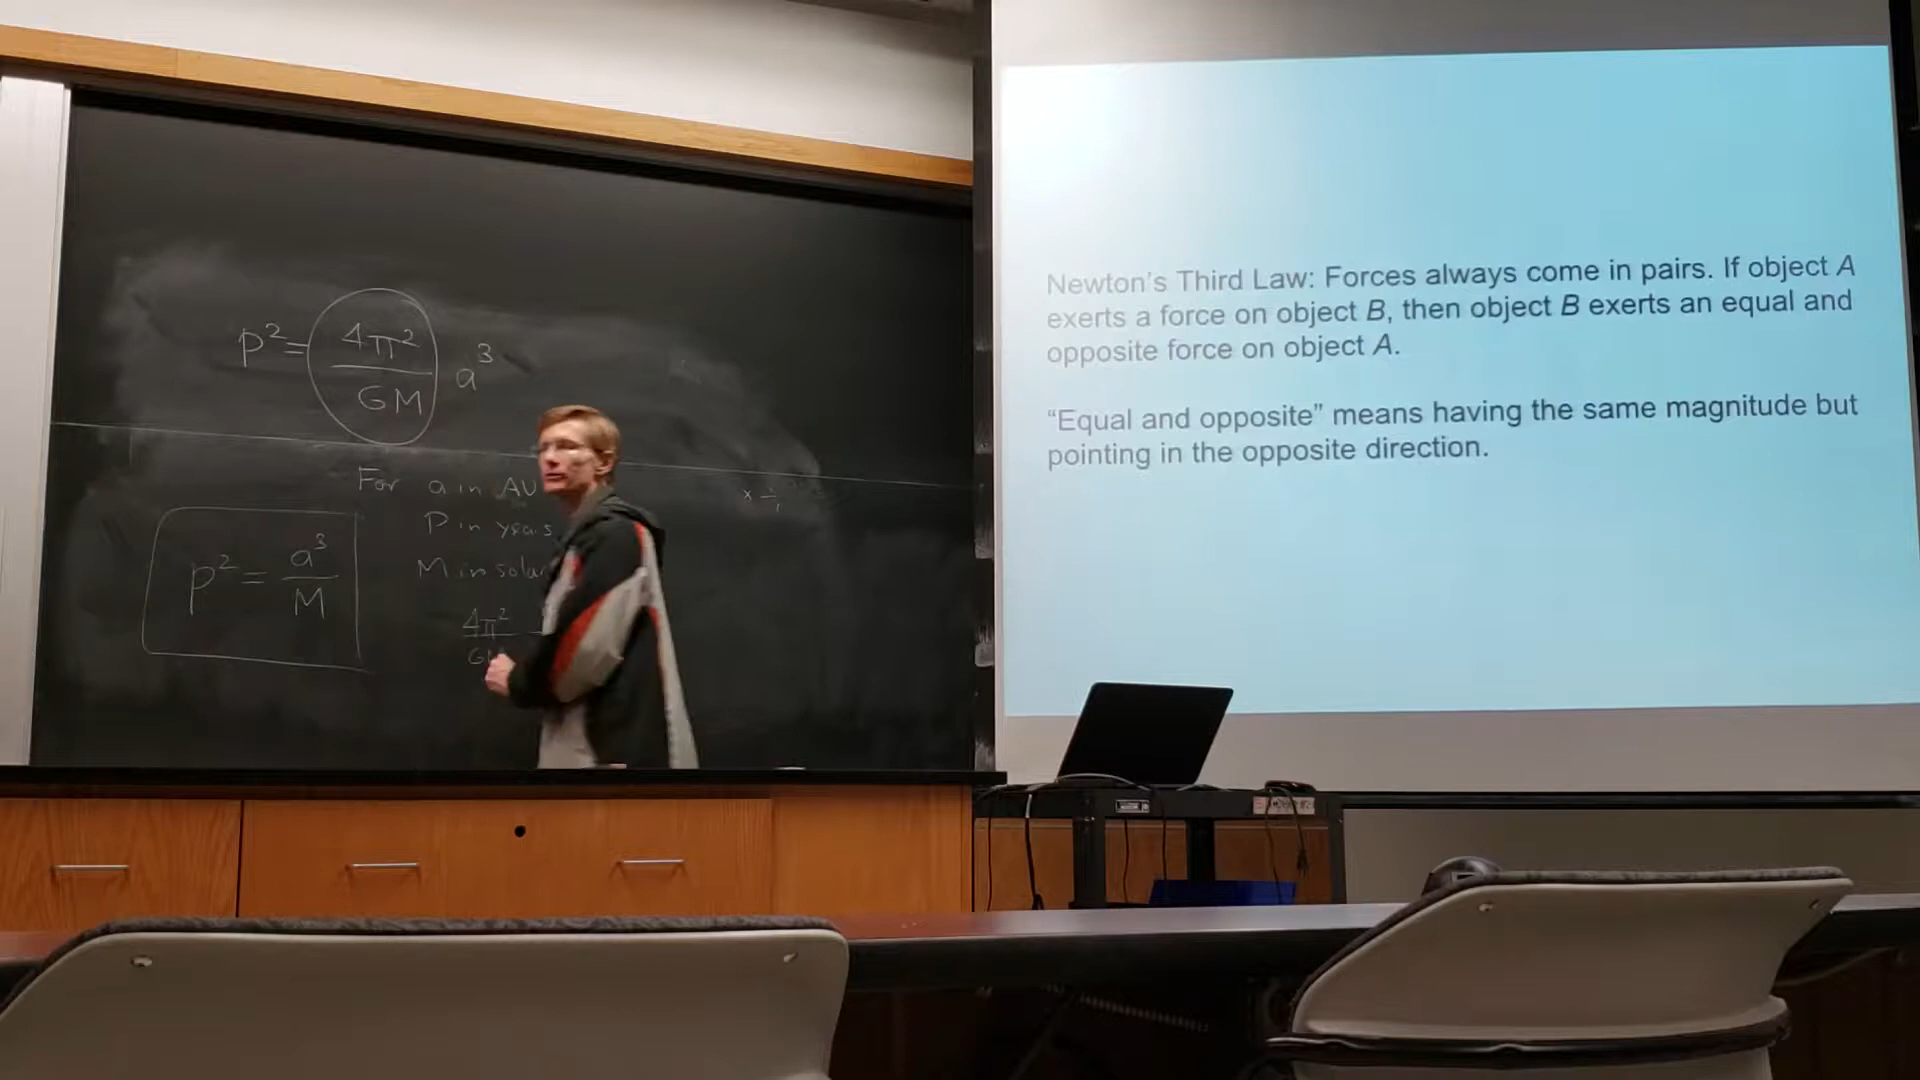 P² = 4π²/GM a³
For a in AU
P in years
M in solar
P² = a³/M
4π²
Newton's Third Law: Forces always come in pairs. If object A
exerts a force on object B, then object B exerts an equal and
opposite force on object A.
“Equal and opposite” means having the same magnitude but
pointing in the opposite direction.